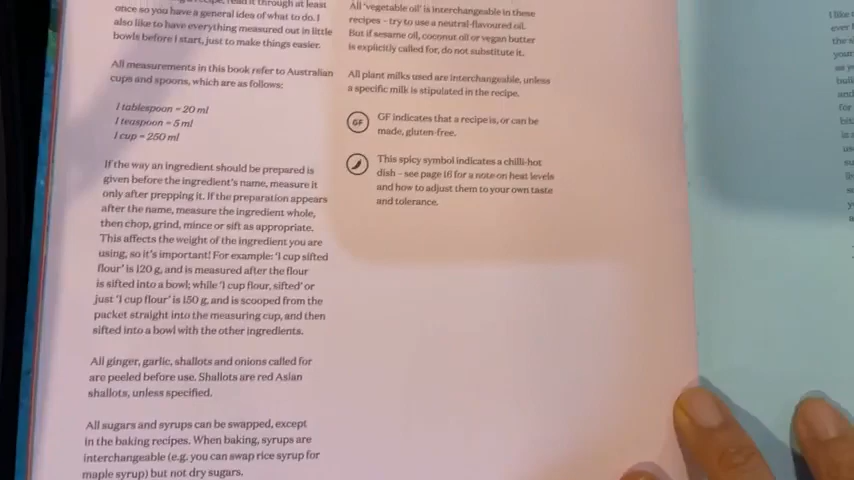 recipe, read it through at least
once so you have a general idea of what to do. I
also like to have everything measured out in little
bowls before I start, just to make things easier.
All measurements in this book refer to Australian
cups and spoons, which are as follows:
1 tablespoon = 20 ml
1 teaspoon = 5 ml
1 cup = 250 ml
If the way an ingredient should be prepared is
given before the ingredient's name, measure it
only after prepping it. If the preparation appears
after the name, measure the ingredient whole,
then chop, grind, mince or sift as appropriate.
This affects the weight of the ingredient you are
using, so it's important! For example: '1 cup sifted
flour' is 120 g, and is measured after the flour
is sifted into a bowl; while '1 cup flour, sifted' or
just '1 cup flour' is 150 g, and is scooped from the
packet straight into the measuring cup, and then
sifted into a bowl with the other ingredients.
All ginger, garlic, shallots and onions called for
are peeled before use. Shallots are red Asian
shallots, unless specified.
All sugars and syrups can be swapped, except
in the baking recipes. When baking, syrups are
interchangeable (e.g. you can swap rice syrup for
maple syrup) but not dry sugars.
All 'vegetable oil' is interchangeable in these
recipes – try to use a neutral-flavoured oil.
But if sesame oil, coconut oil or vegan butter
is explicitly called for, do not substitute it.
All plant milks used are interchangeable, unless
a specific milk is stipulated in the recipe.
GF
GF indicates that a recipe is, or can be
made, gluten-free.
This spicy symbol indicates a chilli-hot
dish – see page 16 for a note on heat levels
and how to adjust them to your own taste
and tolerance.
I like